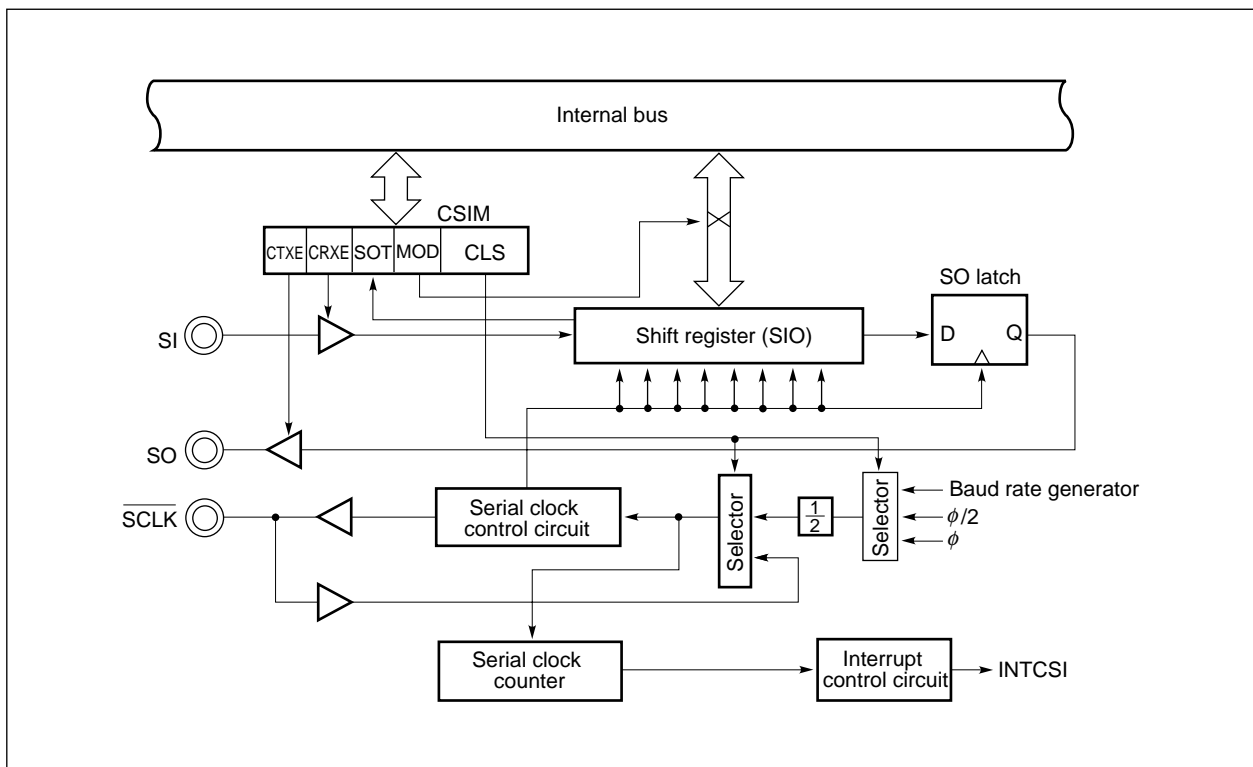 Internal bus
CSIM
CTXE CRXE SOT MOD CLS
SO latch
SI
Shift register (SIO)
D Q
SO
SCLK
Serial clock
control circuit
Selector
1
2
Selector
Baud rate generator
ϕ/2
ϕ
Serial clock
counter
Interrupt
control circuit
INTCSI